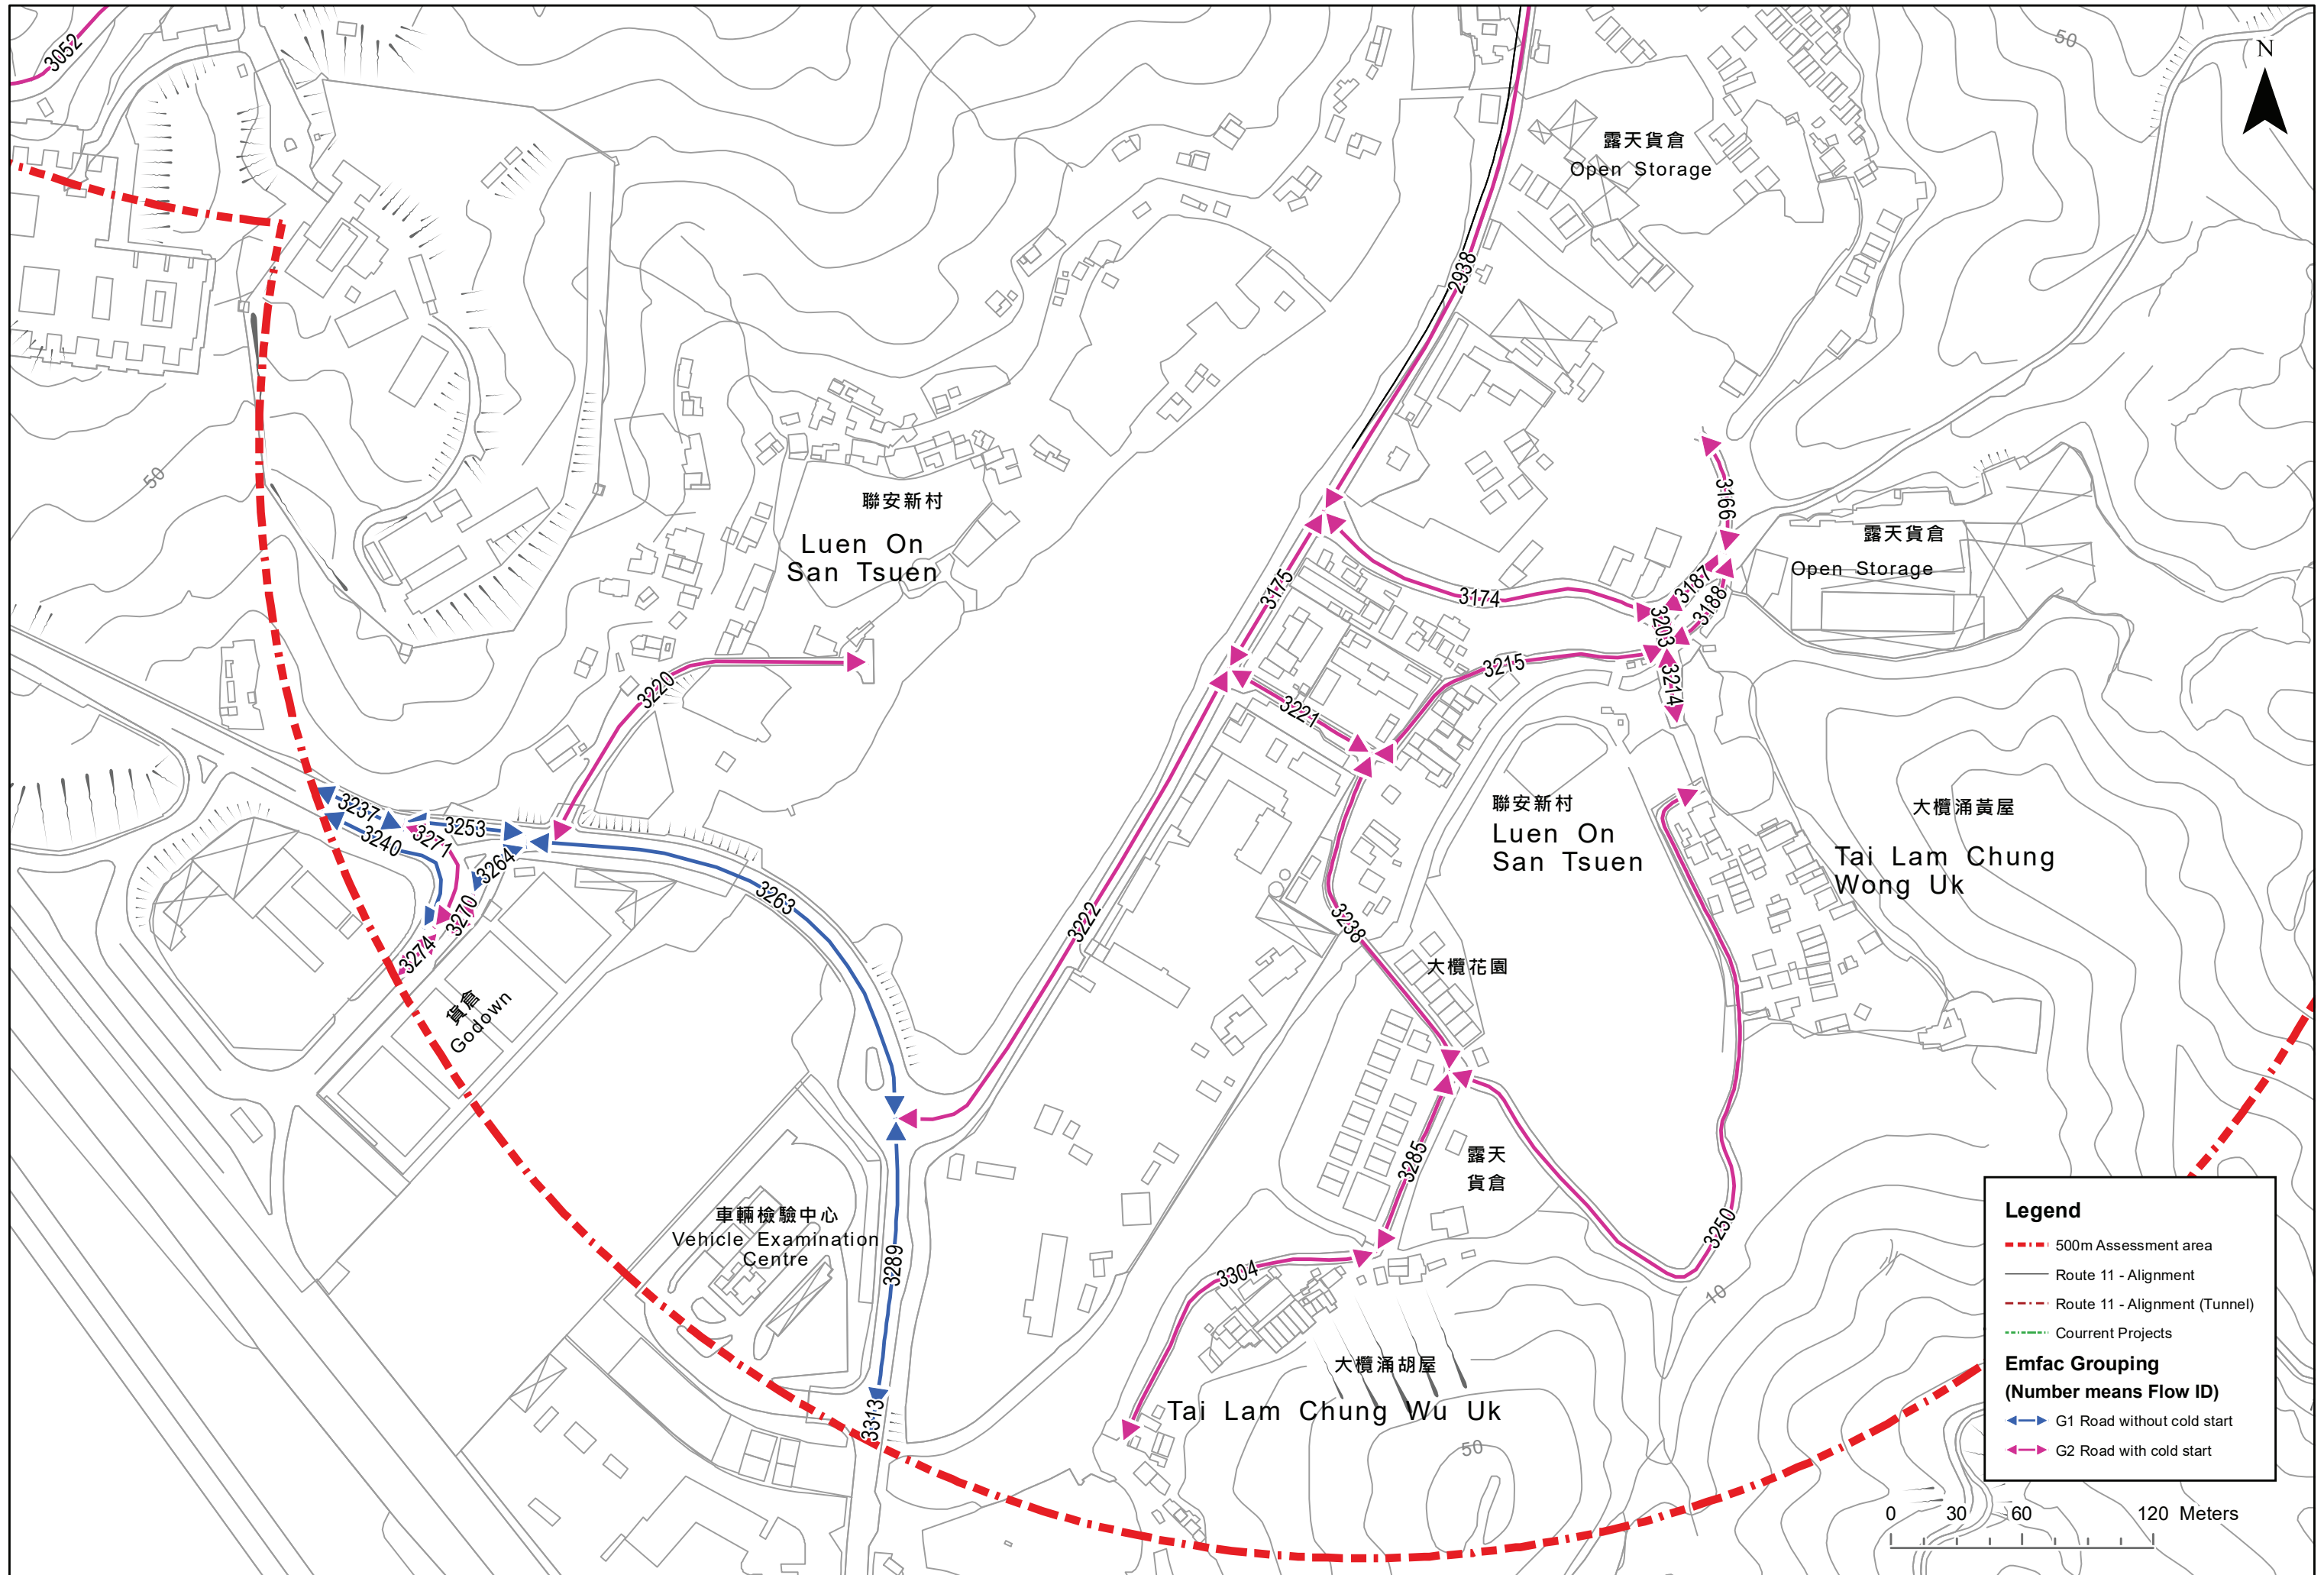 3052
50
N
露天貨倉
Open Storage
2938
50
聯安新村
Luen On
San Tsuen
3166
露天貨倉
Open Storage
3175
3174
3187
3188
3203
3215
3214
3220
3221
3237
3240
3253
3271
3264
3270
3274
3263
3222
3238
聯安新村
Luen On
San Tsuen
大欖涌黃屋
Tai Lam Chung
Wong Uk
大欖花園
貨倉
Godown
3285
露天
貨倉
3250
10
車輛檢驗中心
Vehicle Examination
Centre
3289
3304
3313
大欖涌胡屋
Tai Lam Chung Wu Uk
50
Legend
500m Assessment area
Route 11 - Alignment
Route 11 - Alignment (Tunnel)
Courrent Projects
Emfac Grouping
(Number means Flow ID)
G1 Road without cold start
G2 Road with cold start
0 30 60 120 Meters